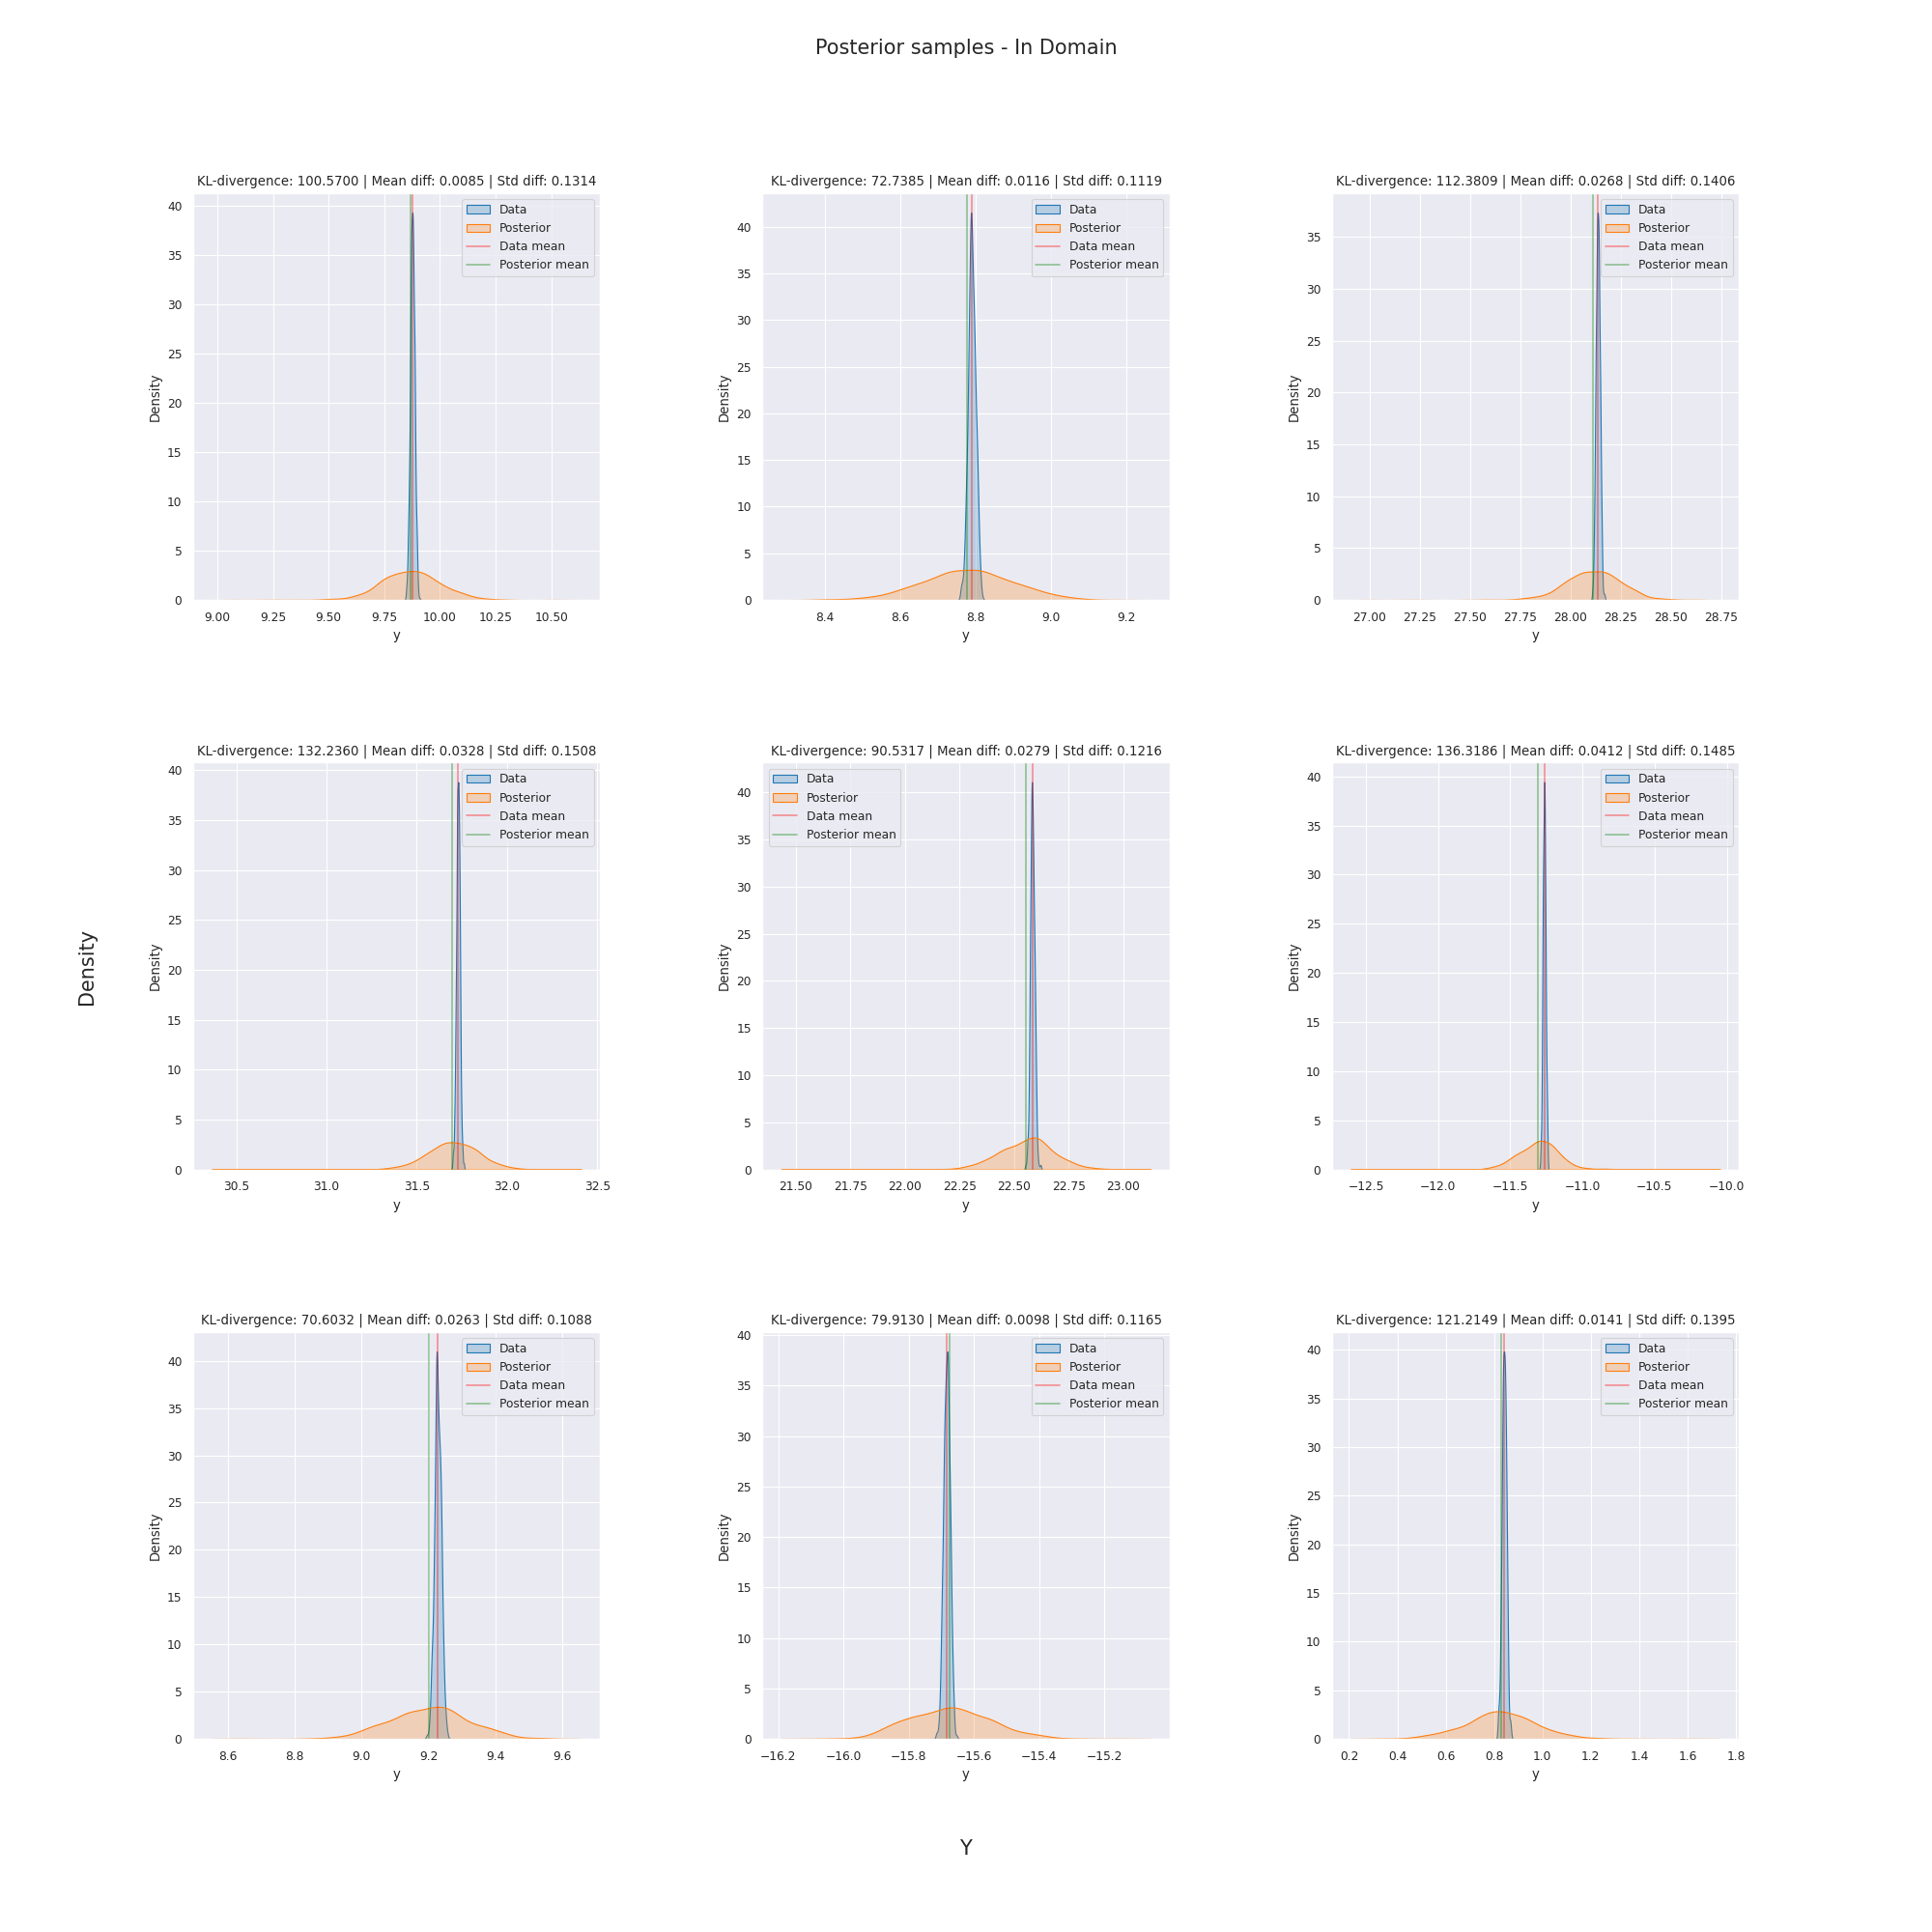 Posterior samples - In Domain
KL-divergence: 100.5700 | Mean diff: 0.0085 | Std diff: 0.1314
Data
Posterior
Data mean
Posterior mean
Density
40
35
30
25
20
15
10
5
0
9.00 9.25 9.50 9.75 10.00 10.25 10.50
y
KL-divergence: 72.7385 | Mean diff: 0.0116 | Std diff: 0.1119
Data
Posterior
Data mean
Posterior mean
Density
40
35
30
25
20
15
10
5
0
8.4 8.6 8.8 9.0 9.2
y
KL-divergence: 112.3809 | Mean diff: 0.0268 | Std diff: 0.1406
Data
Posterior
Data mean
Posterior mean
Density
35
30
25
20
15
10
5
0
27.00 27.25 27.50 27.75 28.00 28.25 28.50 28.75
y
Density
KL-divergence: 132.2360 | Mean diff: 0.0328 | Std diff: 0.1508
Data
Posterior
Data mean
Posterior mean
Density
40
35
30
25
20
15
10
5
0
30.5 31.0 31.5 32.0 32.5
y
KL-divergence: 90.5317 | Mean diff: 0.0279 | Std diff: 0.1216
Data
Posterior
Data mean
Posterior mean
Density
40
35
30
25
20
15
10
5
0
21.50 21.75 22.00 22.25 22.50 22.75 23.00
y
KL-divergence: 136.3186 | Mean diff: 0.0412 | Std diff: 0.1485
Data
Posterior
Data mean
Posterior mean
Density
40
35
30
25
20
15
10
5
0
−12.5 −12.0 −11.5 −11.0 −10.5 −10.0
y
KL-divergence: 70.6032 | Mean diff: 0.0263 | Std diff: 0.1088
Data
Posterior
Data mean
Posterior mean
Density
40
35
30
25
20
15
10
5
0
8.6 8.8 9.0 9.2 9.4 9.6
y
KL-divergence: 79.9130 | Mean diff: 0.0098 | Std diff: 0.1165
Data
Posterior
Data mean
Posterior mean
Density
40
35
30
25
20
15
10
5
0
−16.2 −16.0 −15.8 −15.6 −15.4 −15.2
y
KL-divergence: 121.2149 | Mean diff: 0.0141 | Std diff: 0.1395
Data
Posterior
Data mean
Posterior mean
Density
40
35
30
25
20
15
10
5
0
0.2 0.4 0.6 0.8 1.0 1.2 1.4 1.6 1.8
y
Y